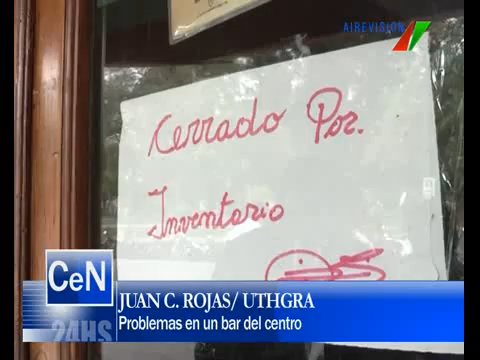 AIREVISION
Cerrado Por.
Inventario
CeN
24HS
JUAN C. ROJAS/ UTHGRA
Problemas en un bar del centro